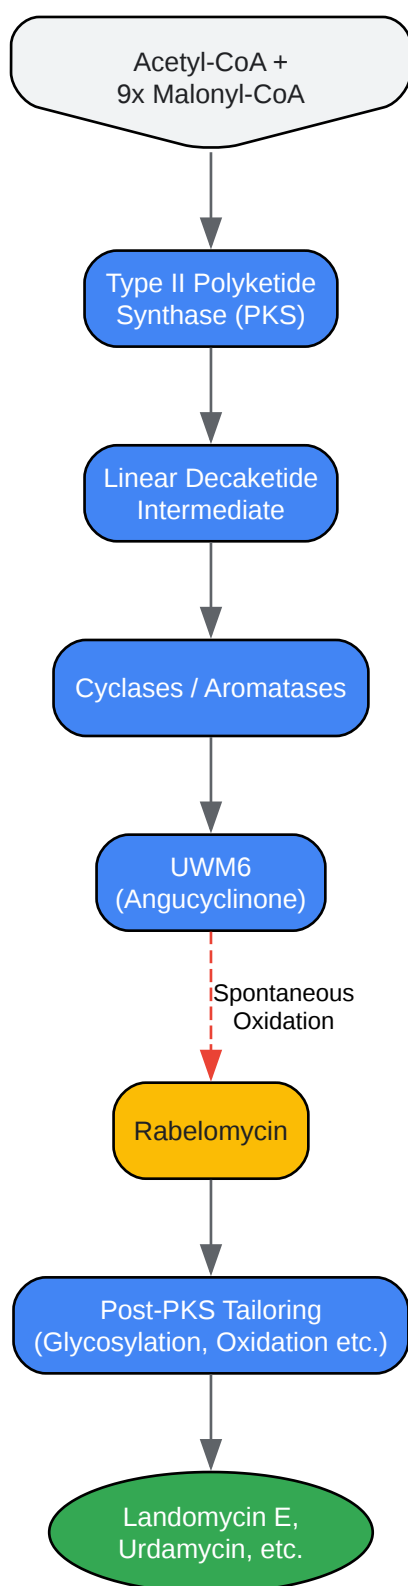 Acetyl-CoA +
9x Malonyl-CoA
Type II Polyketide
Synthase (PKS)
Linear Decaketide
Intermediate
Cyclases / Aromatases
UWM6
(Angucyclinone)
Spontaneous
Oxidation
Rabelomycin
Post-PKS Tailoring
(Glycosylation, Oxidation etc.)
Landomycin E,
Urdamycin, etc.